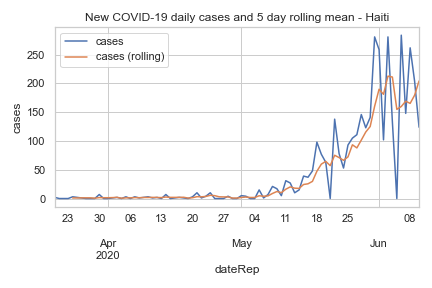 New COVID-19 daily cases and 5 day rolling mean - Haiti
cases
cases (rolling)
250
200
150
100
50
0
cases
23 30 06 13 20 27 04 11 18 25 08
Apr May Jun
2020
dateRep